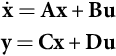 ẋ = Ax + Bu
y = Cx + Du